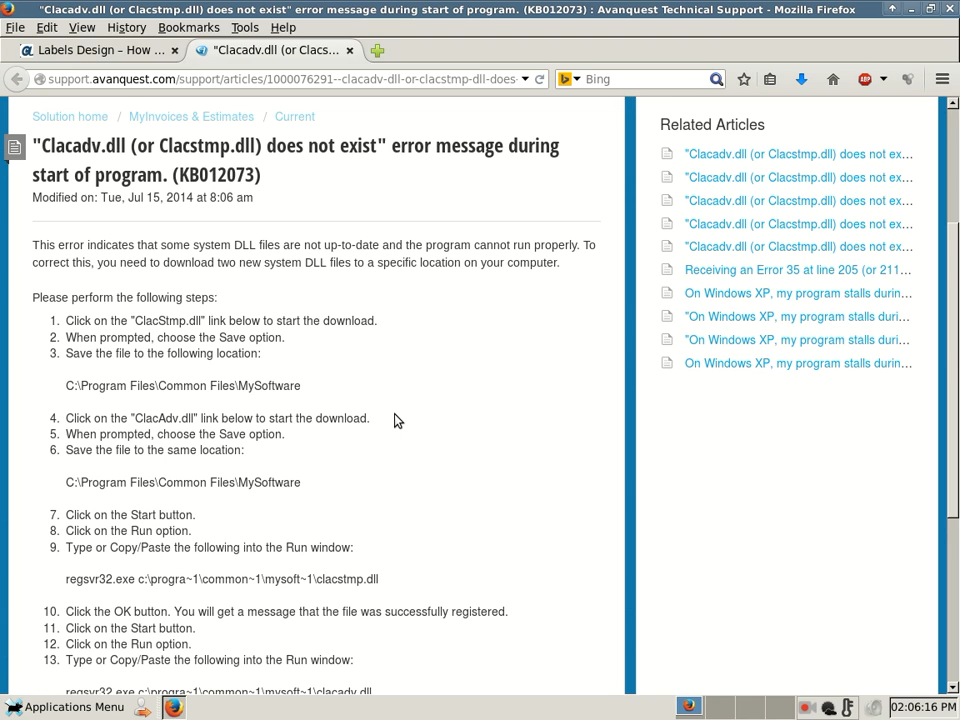 "Clacadv.dll (or Clacstmp.dll) does not exist" error message during start of program. (KB012073) : Avanquest Technical Support - Mozilla Firefox
File Edit View History Bookmarks Tools Help
Labels Design – How ... "Clacadv.dll (or Clacs...
support.avanquest.com/support/articles/1000076291--clacadv-dll-or-clacstmp-dll-does- Bing
Solution home / MyInvoices & Estimates / Current
"Clacadv.dll (or Clacstmp.dll) does not exist" error message during
start of program. (KB012073)
Modified on: Tue, Jul 15, 2014 at 8:06 am
This error indicates that some system DLL files are not up-to-date and the program cannot run properly. To
correct this, you need to download two new system DLL files to a specific location on your computer.
Please perform the following steps:
1. Click on the "ClacStmp.dll" link below to start the download.
2. When prompted, choose the Save option.
3. Save the file to the following location:
C:\Program Files\Common Files\MySoftware
4. Click on the "ClacAdv.dll" link below to start the download.
5. When prompted, choose the Save option.
6. Save the file to the same location:
C:\Program Files\Common Files\MySoftware
7. Click on the Start button.
8. Click on the Run option.
9. Type or Copy/Paste the following into the Run window:
regsvr32.exe c:\progra~1\common~1\mysoft~1\clacstmp.dll
10. Click the OK button. You will get a message that the file was successfully registered.
11. Click on the Start button.
12. Click on the Run option.
13. Type or Copy/Paste the following into the Run window:
regsvr32.exe c:\progra~1\common~1\mysoft~1\clacadv.dll
Related Articles
"Clacadv.dll (or Clacstmp.dll) does not ex...
"Clacadv.dll (or Clacstmp.dll) does not ex...
"Clacadv.dll (or Clacstmp.dll) does not ex...
"Clacadv.dll (or Clacstmp.dll) does not ex...
"Clacadv.dll (or Clacstmp.dll) does not ex...
Receiving an Error 35 at line 205 (or 211...
On Windows XP, my program stalls durin...
"On Windows XP, my program stalls duri...
"On Windows XP, my program stalls duri...
On Windows XP, my program stalls durin...
Applications Menu
02:06:16 PM